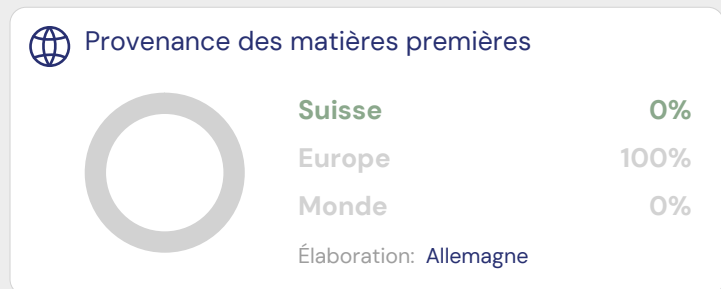 Provenance des matières premières
Suisse 0%
Europe 100%
Monde 0%
Élaboration: Allemagne